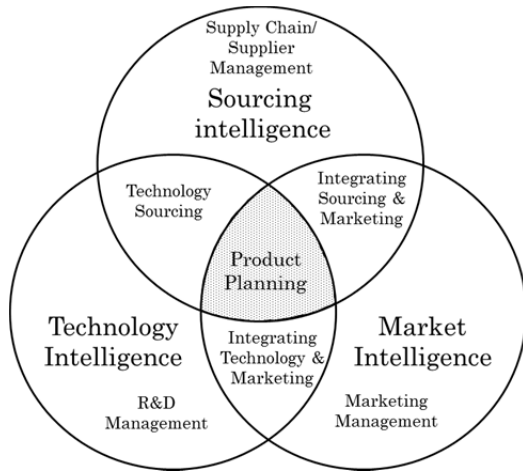 Supply Chain/
Supplier
Management
Sourcing
intelligence
Technology
Sourcing
Integrating
Sourcing &
Marketing
Product
Planning
Technology
Intelligence
Integrating
Technology &
Marketing
Market
Intelligence
R&D
Management
Marketing
Management